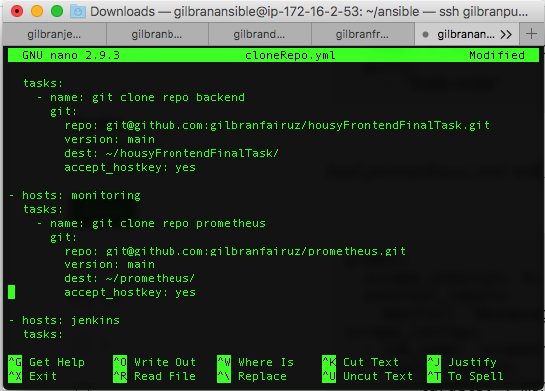 Downloads — gilbranansible@ip-172-16-2-53: ~/ansible — ssh gilbranpu...
gilbranje... gilbranb... gilbrand... gilbranfr... gilbranan... >> +
GNU nano 2.9.3 cloneRepo.yml Modified
tasks:
- name: git clone repo backend
git:
repo: git@github.com:gilbranfairuz/housyFrontendFinalTask.git
version: main
dest: ~/housyFrontendFinalTask/
accept_hostkey: yes
- hosts: monitoring
tasks:
- name: git clone repo prometheus
git:
repo: git@github.com:gilbranfairuz/prometheus.git
version: main
dest: ~/prometheus/
accept_hostkey: yes
- hosts: jenkins
tasks:
^G Get Help ^O Write Out ^W Where Is ^K Cut Text ^J Justify
^X Exit ^R Read File ^\ Replace ^U Uncut Text ^T To Spell